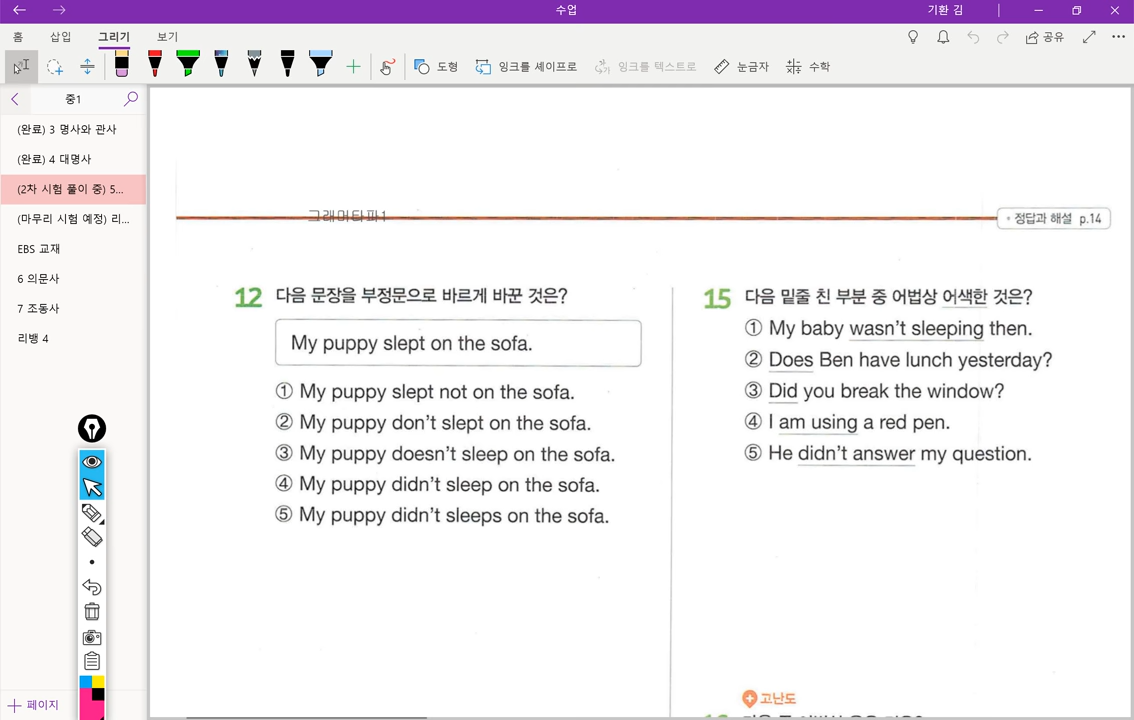 수업
기환 김
홈 삽입 그리기 보기
공유
도형 잉크를 셰이프로 잉크를 텍스트로 눈금자 수학
중1
(완료) 3 명사와 관사
(완료) 4 대명사
(2차 시험 풀이 중) 5...
(마무리 시험 예정) 리...
EBS 교재
6 의문사
7 조동사
리뱅 4
페이지
그래머타파1
• 정답과 해설 p.14
12 다음 문장을 부정문으로 바르게 바꾼 것은?
My puppy slept on the sofa.
① My puppy slept not on the sofa.
② My puppy don't slept on the sofa.
③ My puppy doesn't sleep on the sofa.
④ My puppy didn't sleep on the sofa.
⑤ My puppy didn't sleeps on the sofa.
15 다음 밑줄 친 부분 중 어법상 어색한 것은?
① My baby wasn't sleeping then.
② Does Ben have lunch yesterday?
③ Did you break the window?
④ I am using a red pen.
⑤ He didn't answer my question.
고난도